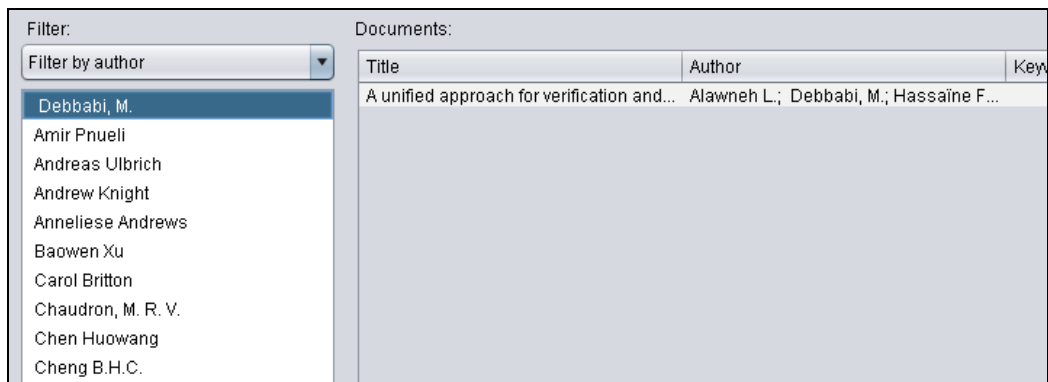 Filter:
Filter by author
Debbabi, M.
Amir Pnueli
Andreas Ulbrich
Andrew Knight
Anneliese Andrews
Baowen Xu
Carol Britton
Chaudron, M. R. V.
Chen Huowang
Cheng B.H.C.
Documents:
Title Author
A unified approach for verification and... Alawneh L.; Debbabi, M.; Hassaïne F...